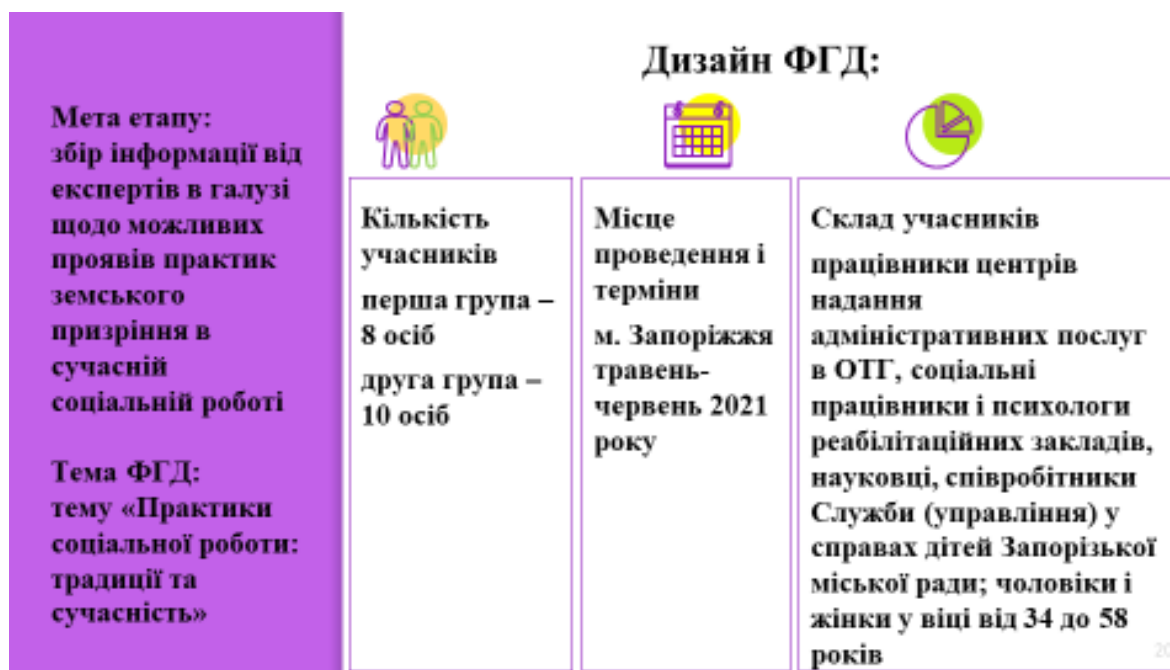 Мета етапу:
збір інформації від
експертів в галузі
щодо можливих
проявів практик
земського
призріння в
сучасній
соціальній роботі
Тема ФГД:
тему «Практики
соціальної роботи:
традиції та
сучасність»
Дизайн ФГД:
Кількість
учасників
перша група –
8 осіб
друга група –
10 осіб
Місце
проведення і
терміни
м. Запоріжжя
травень-
червень 2021
року
Склад учасників
працівники центрів
надання
адміністративних послуг
в ОТГ, соціальні
працівники і психологи
реабілітаційних закладів,
науковці, співробітники
Служби (управління) у
справах дітей Запорізької
міської ради; чоловіки і
жінки у віці від 34 до 58
років
20